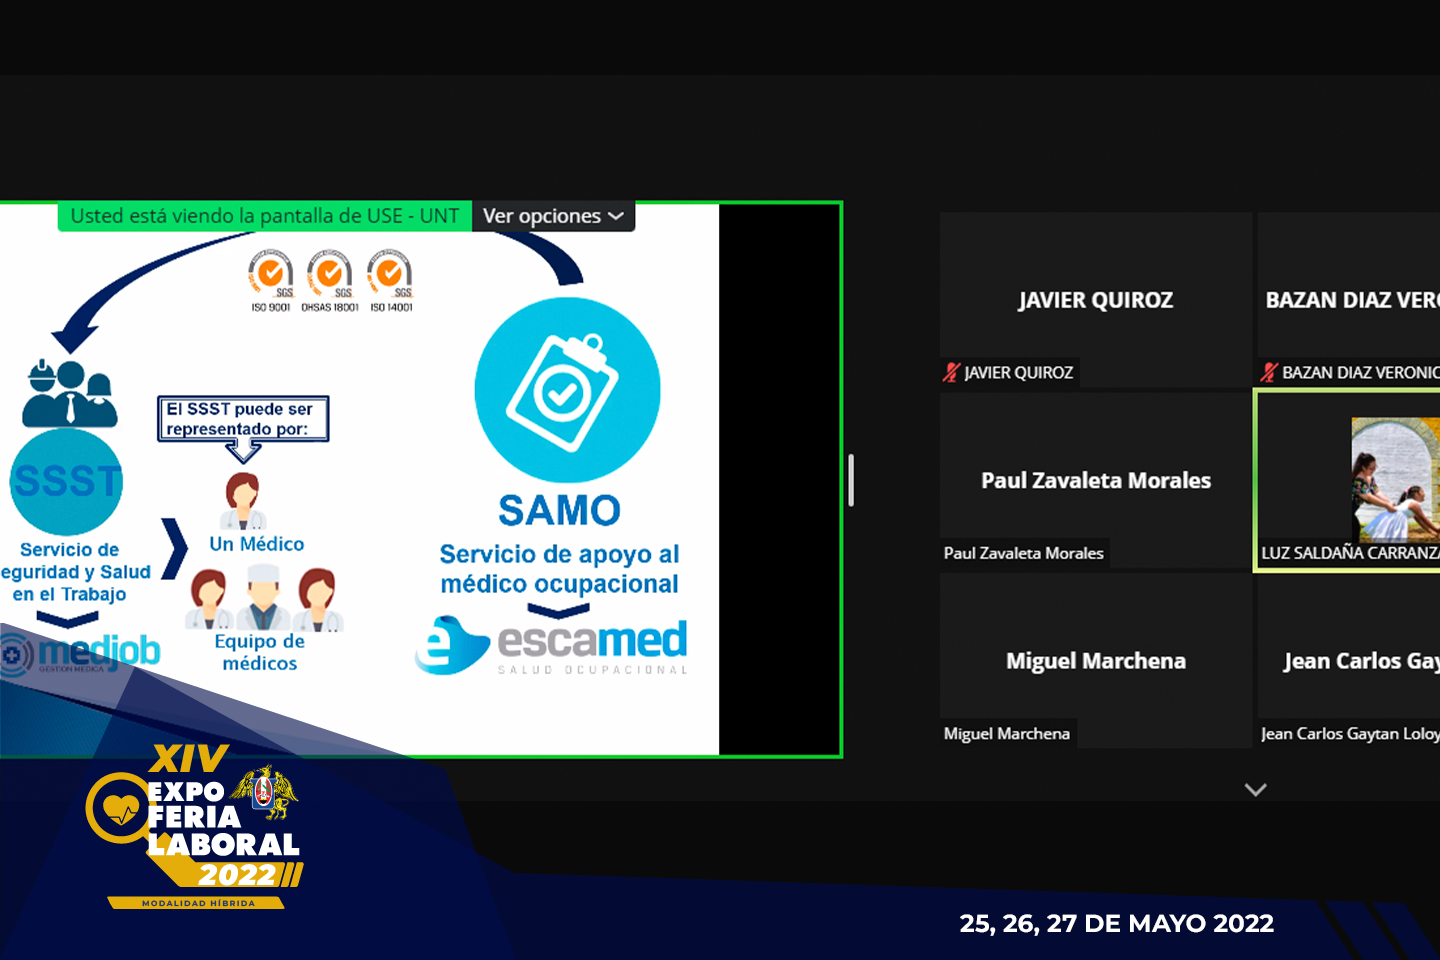 Usted está viendo la pantalla de USE - UNT
Ver opciones
SGS
SGS
SGS
ISO 9001
OHSAS 18001
ISO 14001
El SSST puede ser
representado por:
SSST
Servicio de
eguridad y Salud
en el Trabajo
medjob
GESTION MEDICA
Un Médico
Equipo de
médicos
SAMO
Servicio de apoyo al
médico ocupacional
e escamed
SALUD OCUPACIONAL
JAVIER QUIROZ
JAVIER QUIROZ
BAZAN DIAZ VERO
BAZAN DIAZ VERONIC
Paul Zavaleta Morales
Paul Zavaleta Morales
LUZ SALDAÑA CARRANZA
Miguel Marchena
Miguel Marchena
Jean Carlos Gay
Jean Carlos Gaytan Loloy
XIV
EXPO
FERIA
LABORAL
2022
MODALIDAD HÍBRIDA
25, 26, 27 DE MAYO 2022